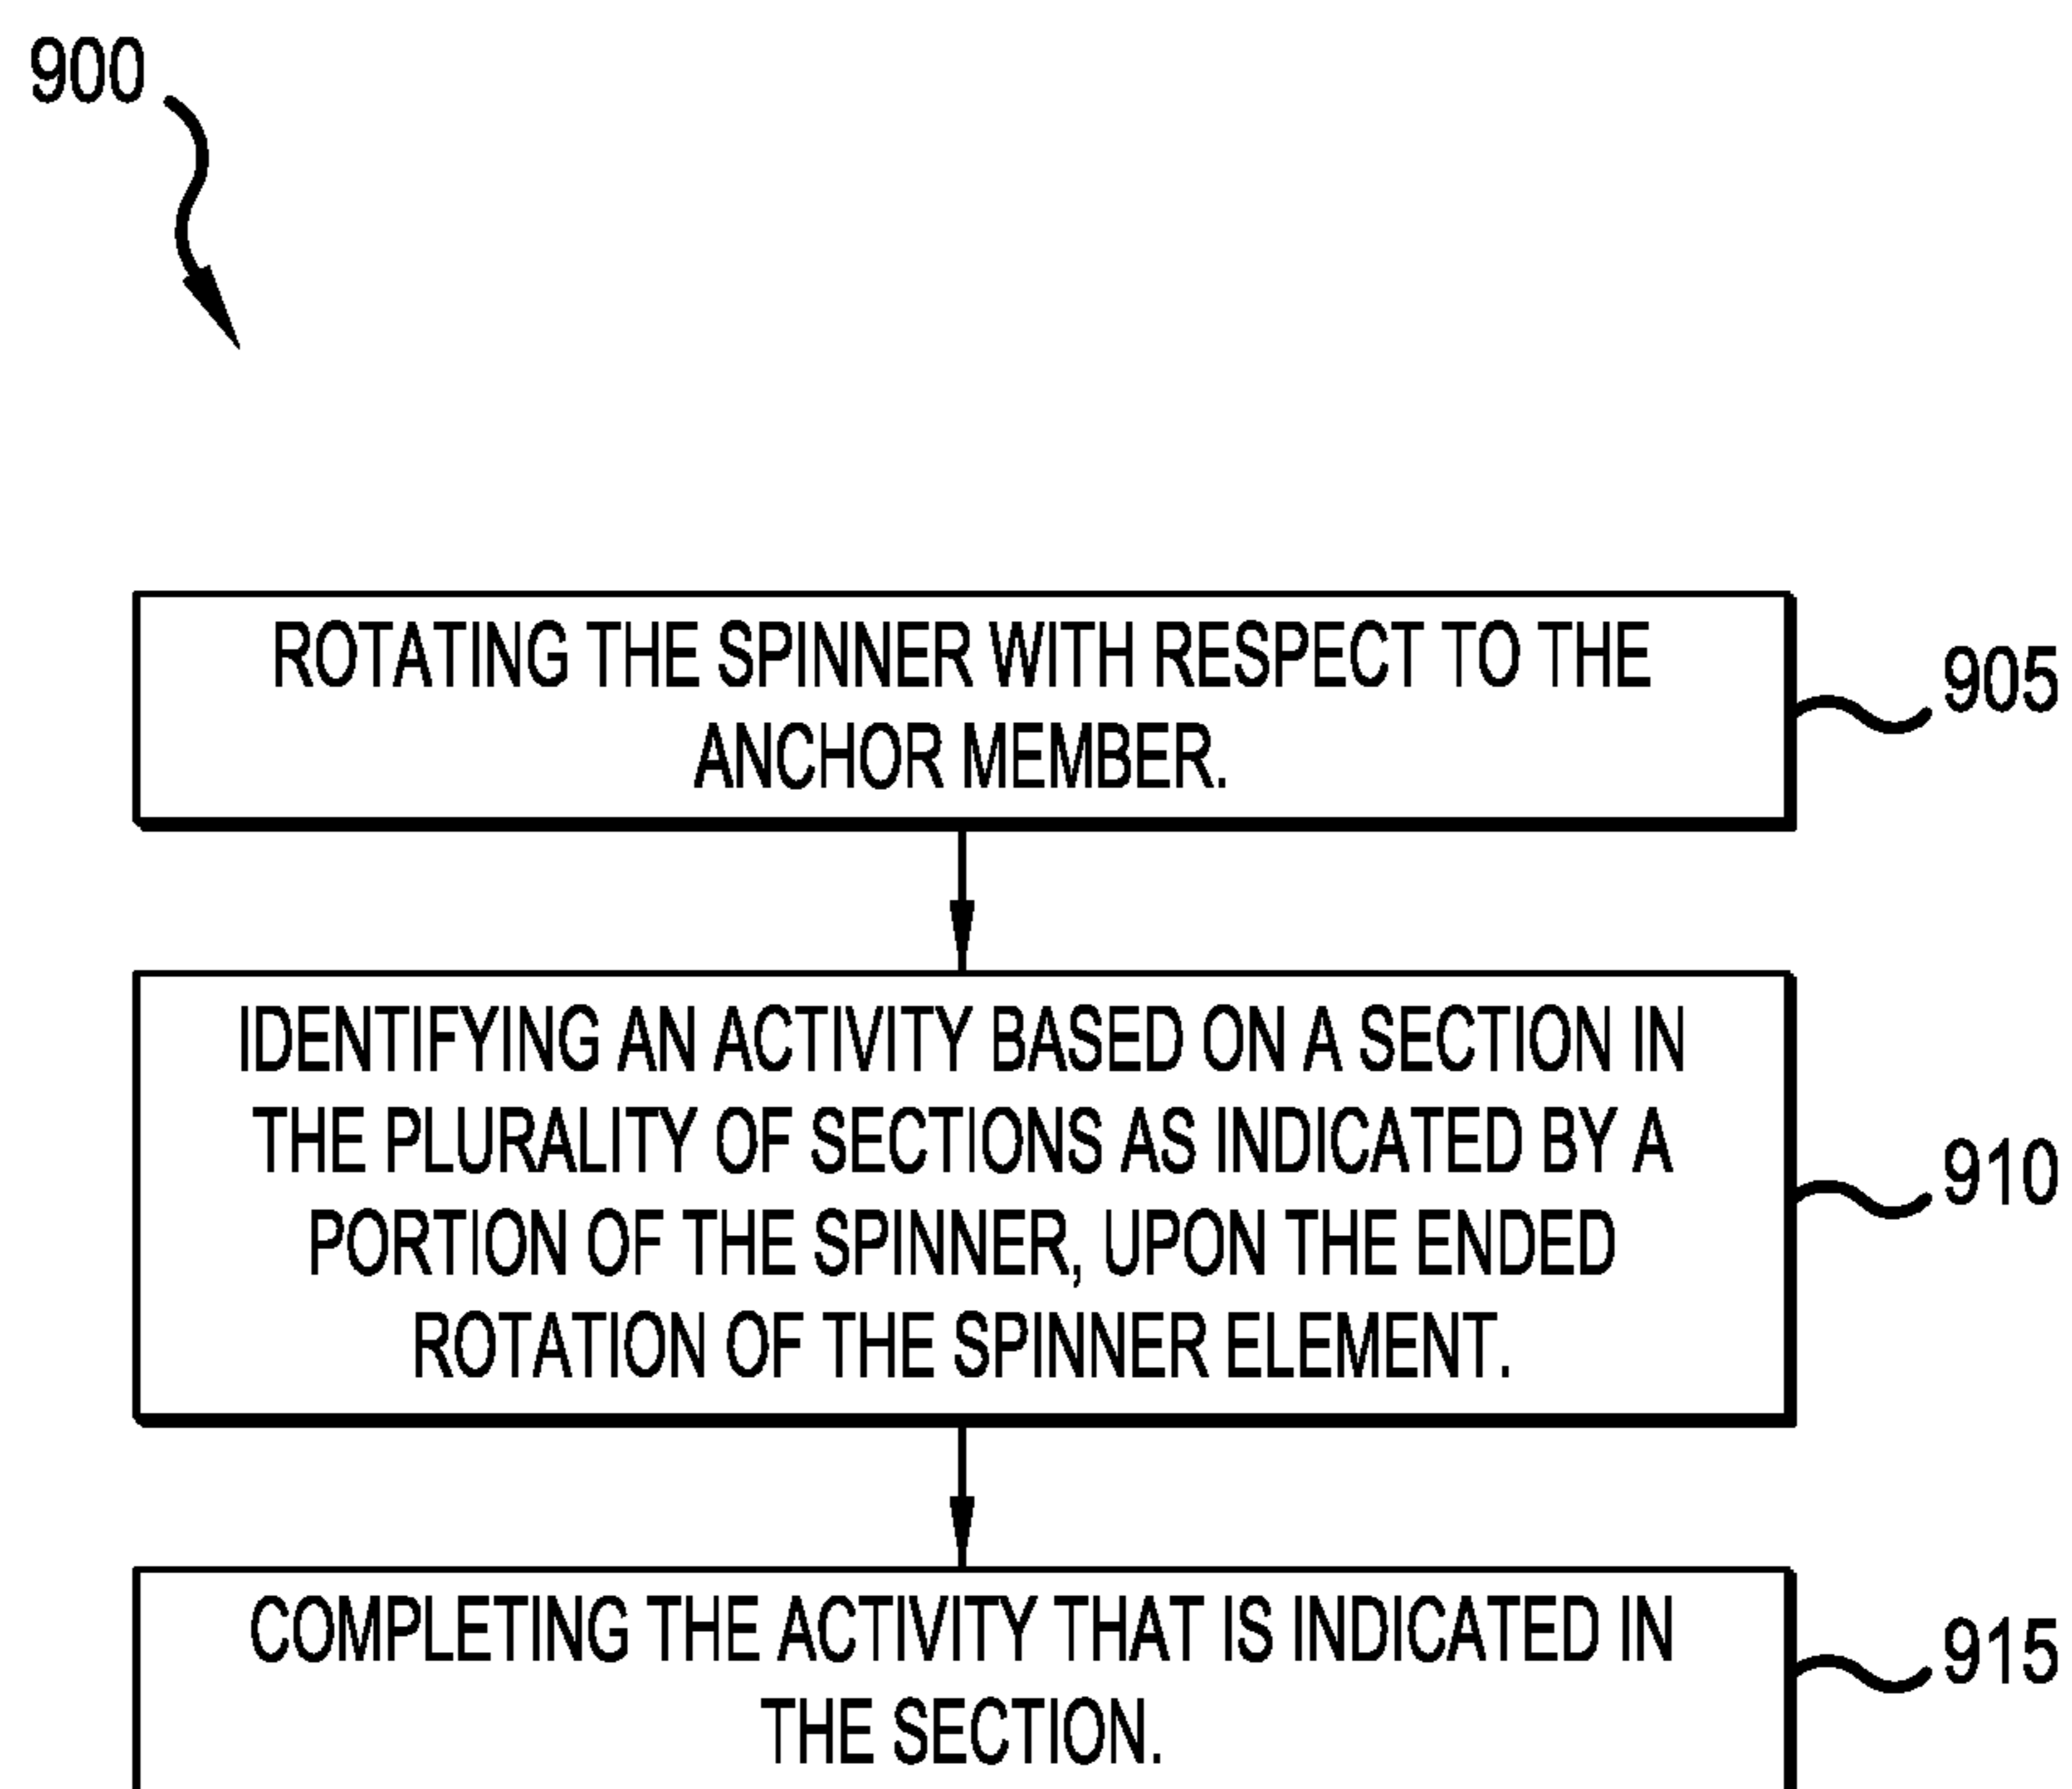 900
ROTATING THE SPINNER WITH RESPECT TO THE
ANCHOR MEMBER.
905
IDENTIFYING AN ACTIVITY BASED ON A SECTION IN
THE PLURALITY OF SECTIONS AS INDICATED BY A
PORTION OF THE SPINNER, UPON THE ENDED
ROTATION OF THE SPINNER ELEMENT.
910
COMPLETING THE ACTIVITY THAT IS INDICATED IN
THE SECTION.
915